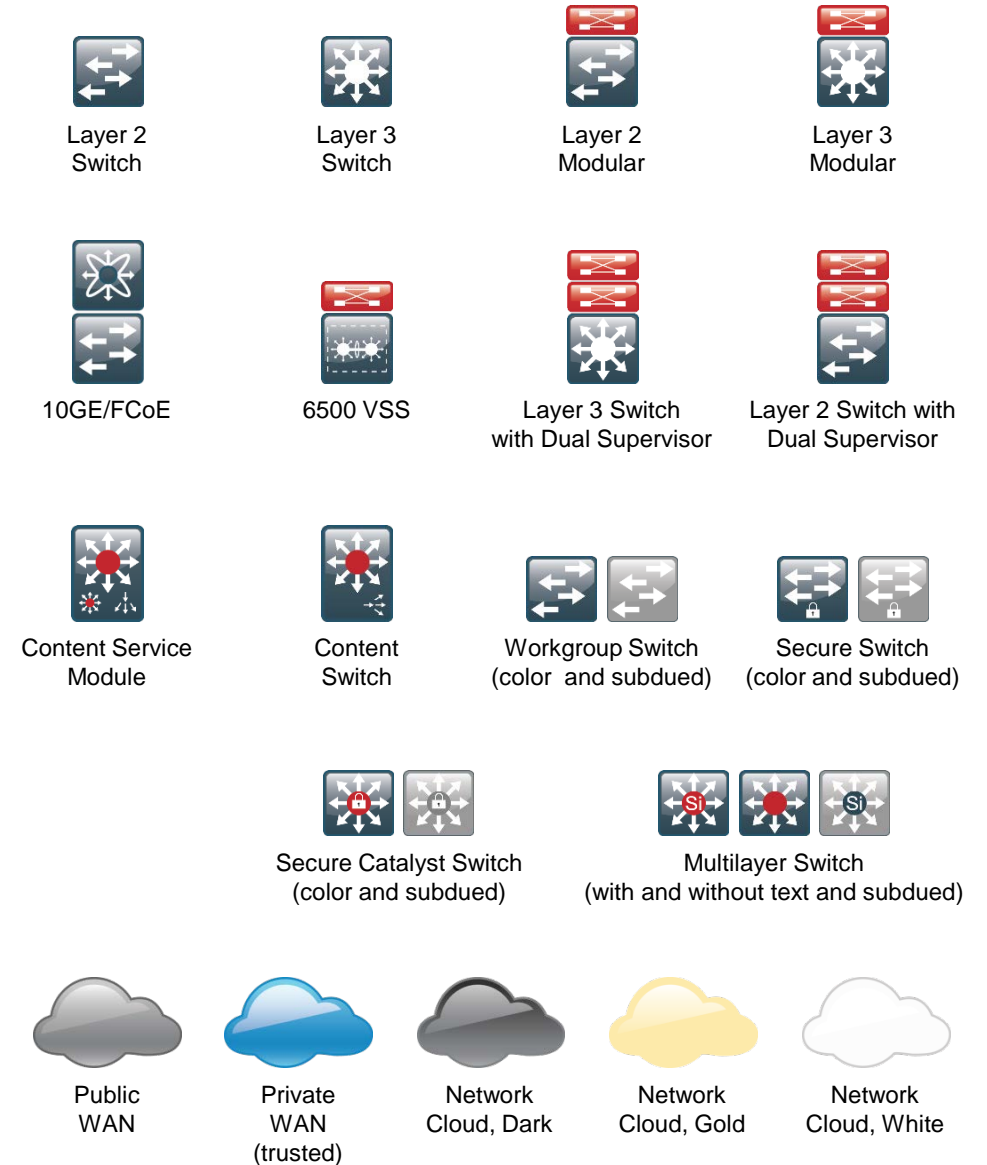 Layer 2
Switch
Layer 3
Switch
Layer 2
Modular
Layer 3
Modular
10GE/FCoE
6500 VSS
Layer 3 Switch
with Dual Supervisor
Layer 2 Switch with
Dual Supervisor
Content Service
Module
Content
Switch
Workgroup Switch
(color and subdued)
Secure Switch
(color and subdued)
Si
Si
Secure Catalyst Switch
(color and subdued)
Multilayer Switch
(with and without text and subdued)
Public
WAN
Private
WAN
(trusted)
Network
Cloud, Dark
Network
Cloud, Gold
Network
Cloud, White